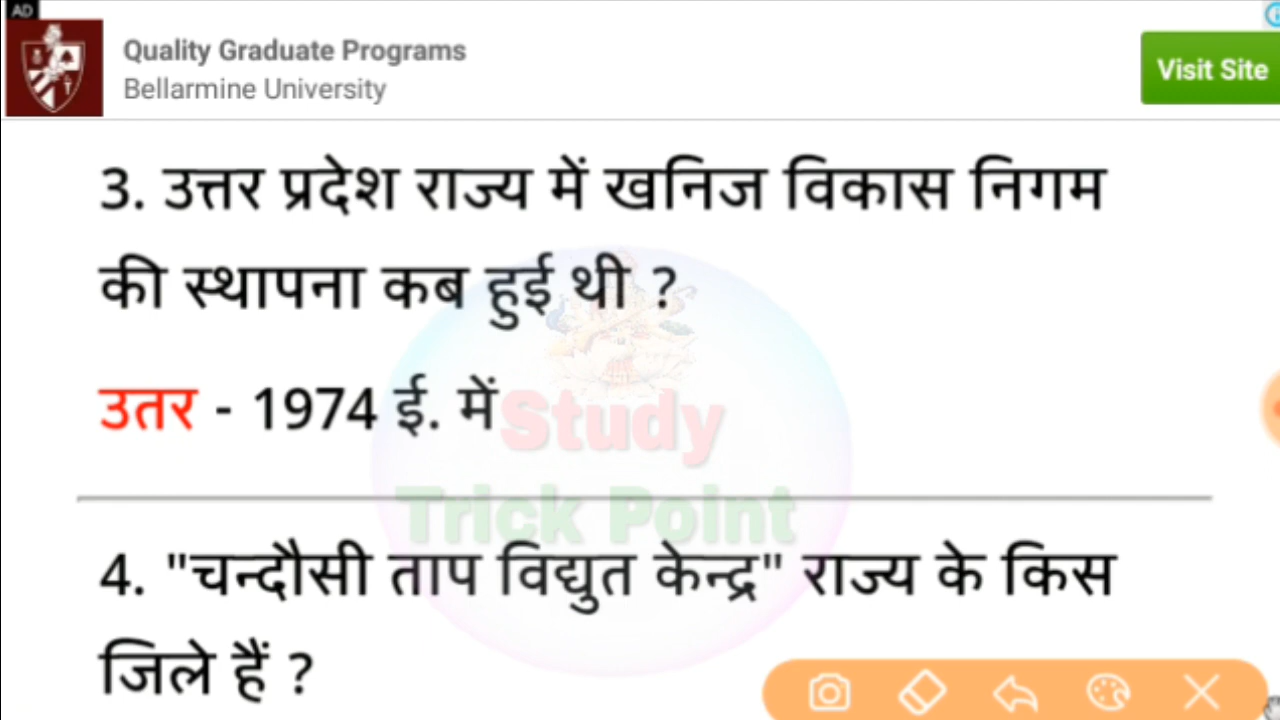 AD
Quality Graduate Programs
Bellarmine University
Visit Site
3. उत्तर प्रदेश राज्य में खनिज विकास निगम
की स्थापना कब हुई थी ?
उतर - 1974 ई. में
Study
Trick Point
4. "चन्दौसी ताप विद्युत केन्द्र" राज्य के किस
जिले हैं ?